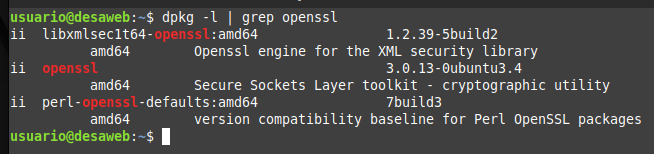 usuario@desaweb:~$ dpkg -l | grep openssl
ii  libxmlsec1t64-openssl:amd64                  1.2.39-5build2
          amd64        Openssl engine for the XML security library
ii  openssl                                      3.0.13-0ubuntu3.4
          amd64        Secure Sockets Layer toolkit - cryptographic utility
ii  perl-openssl-defaults:amd64                  7build3
          amd64        version compatibility baseline for Perl OpenSSL packages
usuario@desaweb:~$